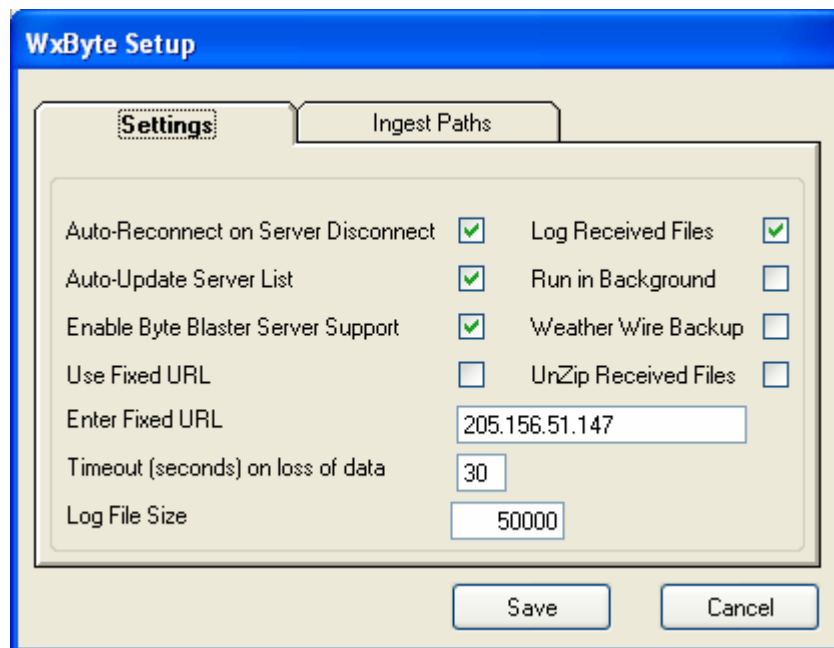 WxByte Setup
Settings Ingest Paths
Auto-Reconnect on Server Disconnect Log Received Files
Auto-Update Server List Run in Background
Enable Byte Blaster Server Support Weather Wire Backup
Use Fixed URL UnZip Received Files
Enter Fixed URL 205.156.51.147
Timeout (seconds) on loss of data 30
Log File Size 50000
Save Cancel